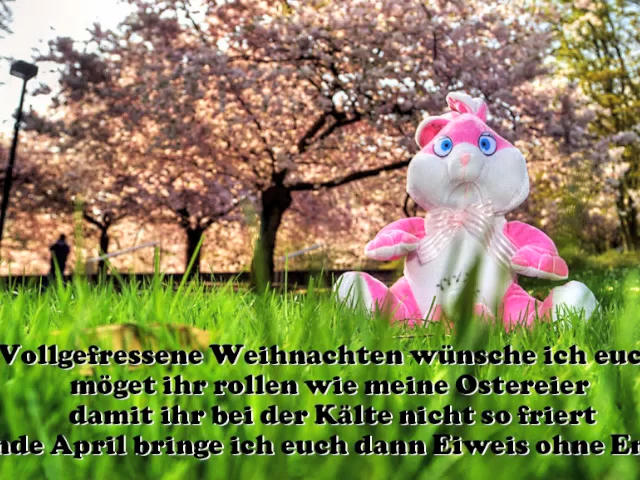 Vollgefressene Weihnachten wünsche ich euc
möget ihr rollen wie meine Ostereier
damit ihr bei der Kälte nicht so friert
nde April bringe ich euch dann Eiweis ohne En